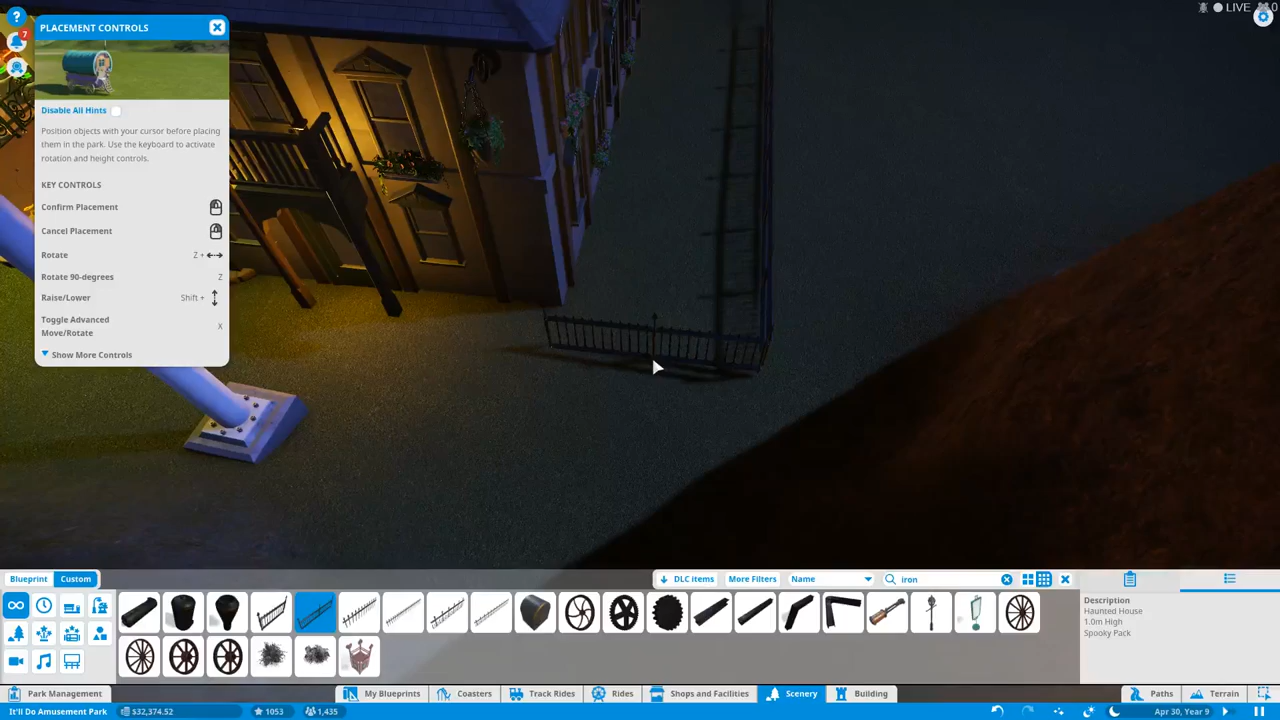 LIVE
0
?
7
PLACEMENT CONTROLS
Disable All Hints
Position objects with your cursor before placing
them in the park. Use the keyboard to activate
rotation and height controls.
KEY CONTROLS
Confirm Placement
Cancel Placement
Rotate Z +
Rotate 90-degrees Z
Raise/Lower Shift +
Toggle Advanced
Move/Rotate X
Show More Controls
Blueprint Custom DLC items More Filters Name iron
Description
Haunted House
1.0m High
Spooky Pack
Park Management My Blueprints Coasters Track Rides Rides Shops and Facilities Scenery Building Paths Terrain
It'll Do Amusement Park $32,374.52 1053 1,435 Apr 30, Year 9